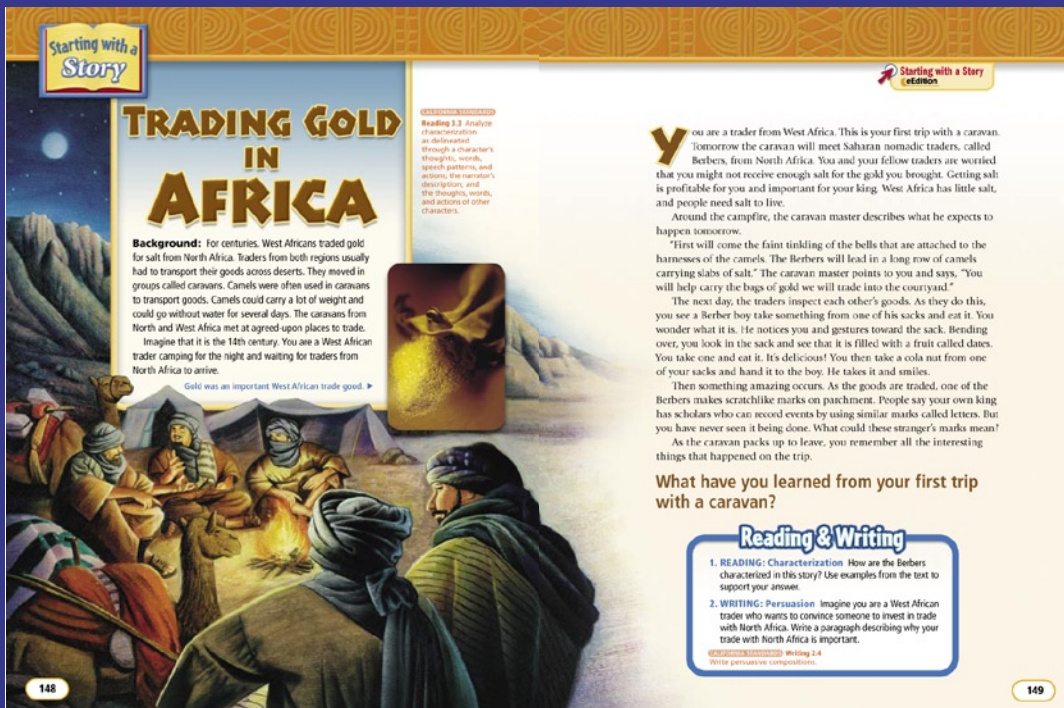 Starting with a
Story
TRADING GOLD
IN
AFRICA
Background: For centuries, West Africans traded gold
for salt from North Africa. Traders from both regions usually
had to transport their goods across deserts. They moved in
groups called caravans. Camels were often used in caravans
to transport goods. Camels could carry a lot of weight and
could go without water for several days. The caravans from
North and West Africa met at agreed-upon places to trade.
Imagine that it is the 14th century. You are a West African
trader camping for the night and waiting for traders from
North Africa to arrive.
Gold was an important West African trade good. ►
CALIFORNIA STANDARDS
Reading 3.3 Analyze
characterization
as delineated
through a character's
thoughts, words,
speech patterns, and
actions; the narrator's
description; and
the thoughts, words,
and actions of other
characters.
148
Starting with a Story
eEdition
You are a trader from West Africa. This is your first trip with a caravan.
Tomorrow the caravan will meet Saharan nomadic traders, called
Berbers, from North Africa. You and your fellow traders are worried
that you might not receive enough salt for the gold you brought. Getting salt
is profitable for you and important for your king. West Africa has little salt,
and people need salt to live.
Around the campfire, the caravan master describes what he expects to
happen tomorrow.
"First will come the faint tinkling of the bells that are attached to the
harnesses of the camels. The Berbers will lead in a long row of camels
carrying slabs of salt." The caravan master points to you and says, "You
will help carry the bags of gold we will trade into the courtyard."
The next day, the traders inspect each other's goods. As they do this,
you see a Berber boy take something from one of his sacks and eat it. You
wonder what it is. He notices you and gestures toward the sack. Bending
over, you look in the sack and see that it is filled with a fruit called dates.
You take one and eat it. It's delicious! You then take a cola nut from one
of your sacks and hand it to the boy. He takes it and smiles.
Then something amazing occurs. As the goods are traded, one of the
Berbers makes scratchlike marks on parchment. People say your own king
has scholars who can record events by using similar marks called letters. But
you have never seen it being done. What could these stranger's marks mean?
As the caravan packs up to leave, you remember all the interesting
things that happened on the trip.
What have you learned from your first trip
with a caravan?
Reading & Writing
1. READING: Characterization How are the Berbers
characterized in this story? Use examples from the text to
support your answer.
2. WRITING: Persuasion Imagine you are a West African
trader who wants to convince someone to invest in trade
with North Africa. Write a paragraph describing why your
trade with North Africa is important.
CALIFORNIA STANDARDS Writing 2.4
Write persuasive compositions.
149